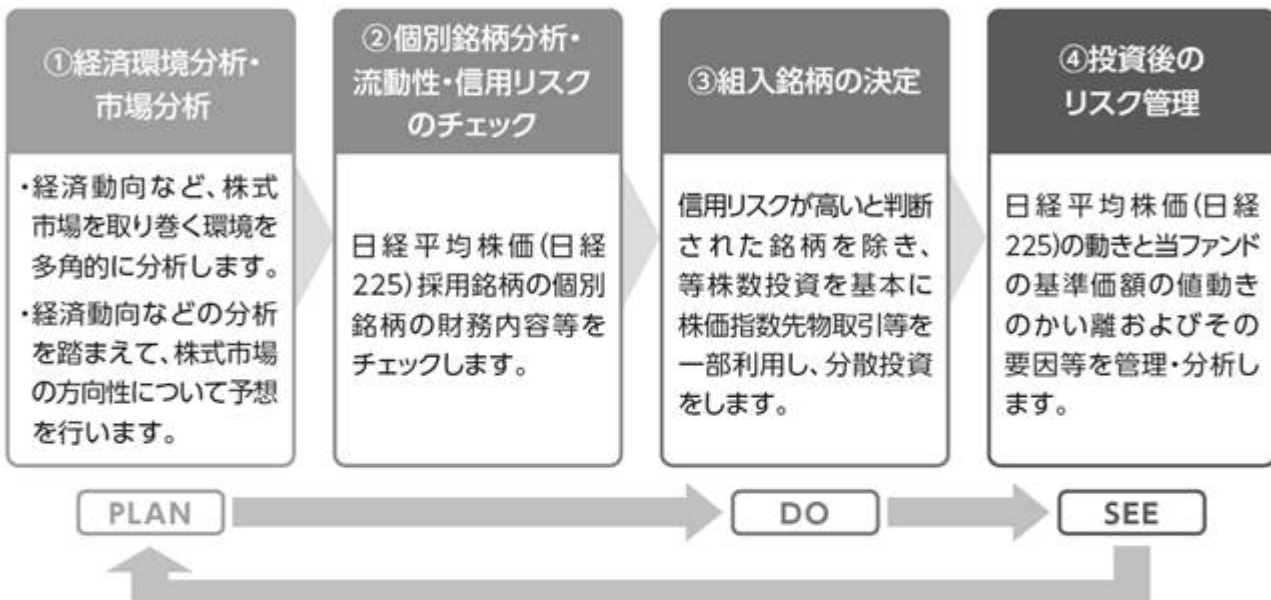 ①経済環境分析・
市場分析
・経済動向など、株式
市場を取り巻く環境を
多角的に分析します。
・経済動向などの分析
を踏まえて、株式市場
の方向性について予想
を行います。
②個別銘柄分析・
流動性・信用リスク
のチェック
日経平均株価(日経
225)採用銘柄の個別
銘柄の財務内容等を
チェックします。
③組入銘柄の決定
信用リスクが高いと判断
された銘柄を除き、
等株数投資を基本に
株価指数先物取引等を
一部利用し、分散投資
をします。
④投資後の
リスク管理
日経平均株価(日経
225)の動きと当ファンド
の基準価額の値動き
のかい離およびその
要因等を管理・分析し
ます。
PLAN
DO
SEE